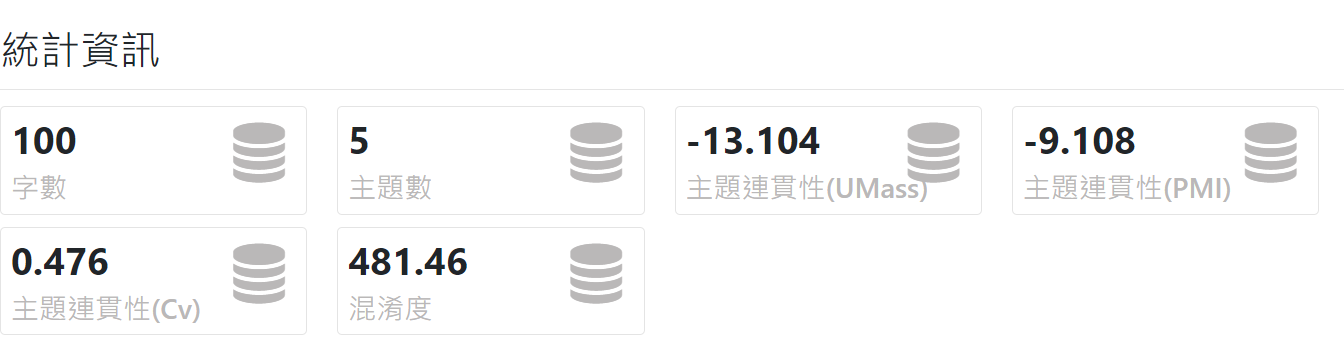 統計資訊
100
字數
5
主題數
-13.104
主題連貫性(UMass)
-9.108
主題連貫性(PMI)
0.476
主題連貫性(Cv)
481.46
混淆度